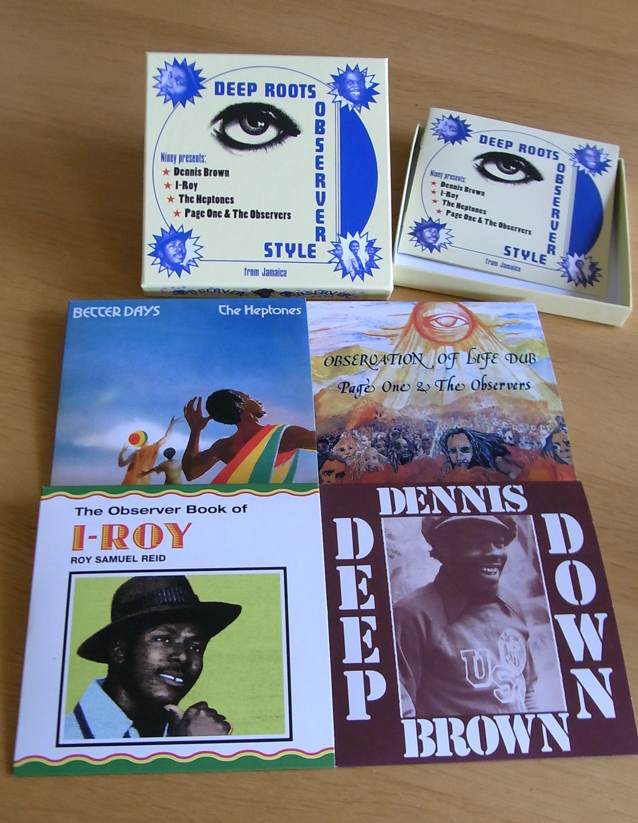 DEEP ROOTS
OBSERVER
STYLE
Niney presents:
Dennis Brown
I-Roy
The Heptones
Page One & The Observers
from Jamaica
OBSERVER OBSERVER
DEEP ROOTS
OBSERVER
STYLE
Niney presents:
Dennis Brown
I-Roy
The Heptones
Page One & The Observers
from Jamaica
BETTER DAYS The Heptones
OBSERVATION OF LIFE DUB
Page One & The Observers
The Observer Book of
I-ROY
ROY SAMUEL REID
DENNIS
DEEP
DOWN
BROWN